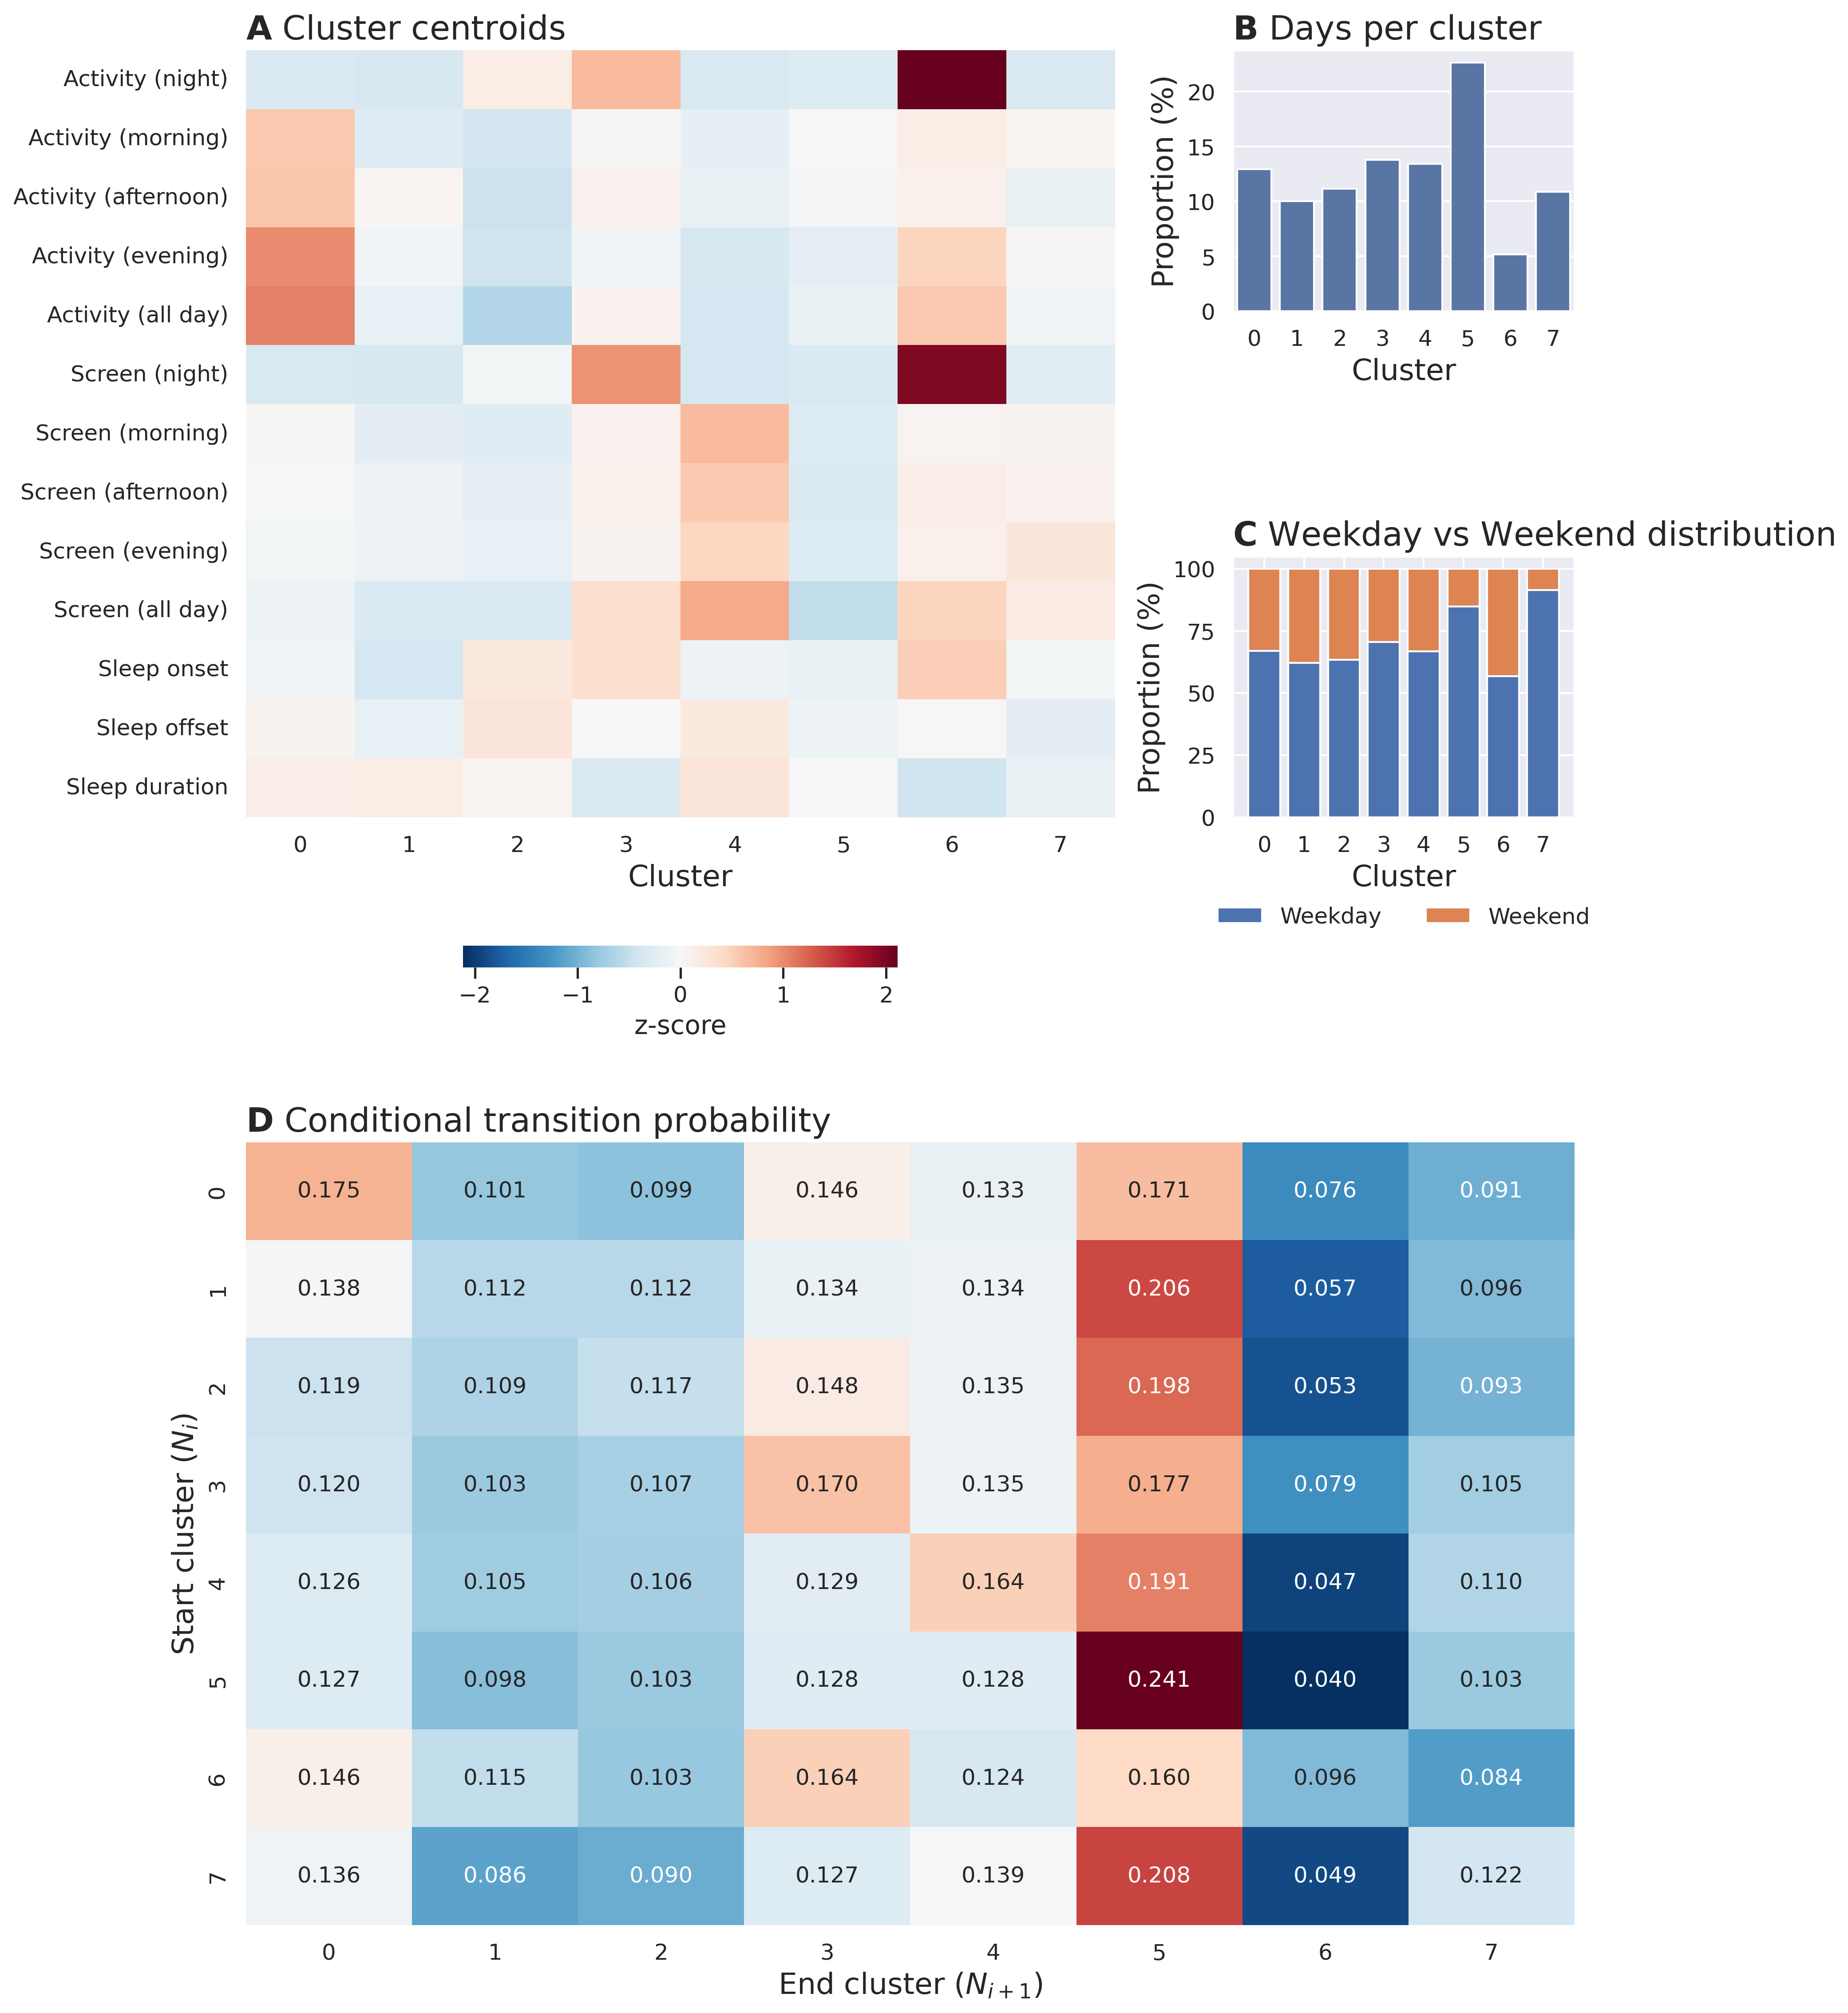 A Cluster centroids
Activity (night)
Activity (morning)
Activity (afternoon)
Activity (evening)
Activity (all day)
Screen (night)
Screen (morning)
Screen (afternoon)
Screen (evening)
Screen (all day)
Sleep onset
Sleep offset
Sleep duration
0 1 2 3 4 5 6 7
Cluster
−2 −1 0 1 2
z-score
B Days per cluster
Proportion (%)
20
15
10
5
0
0 1 2 3 4 5 6 7
Cluster
C Weekday vs Weekend distribution
Proportion (%)
100
75
50
25
0
0 1 2 3 4 5 6 7
Cluster
Weekday Weekend
D Conditional transition probability
Start cluster (N_i)
0 0.175 0.101 0.099 0.146 0.133 0.171 0.076 0.091
1 0.138 0.112 0.112 0.134 0.134 0.206 0.057 0.096
2 0.119 0.109 0.117 0.148 0.135 0.198 0.053 0.093
3 0.120 0.103 0.107 0.170 0.135 0.177 0.079 0.105
4 0.126 0.105 0.106 0.129 0.164 0.191 0.047 0.110
5 0.127 0.098 0.103 0.128 0.128 0.241 0.040 0.103
6 0.146 0.115 0.103 0.164 0.124 0.160 0.096 0.084
7 0.136 0.086 0.090 0.127 0.139 0.208 0.049 0.122
0 1 2 3 4 5 6 7
End cluster (N_{i+1})